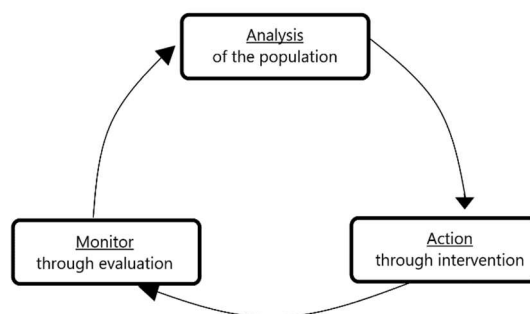 Analysis
of the population
Action
through intervention
Monitor
through evaluation